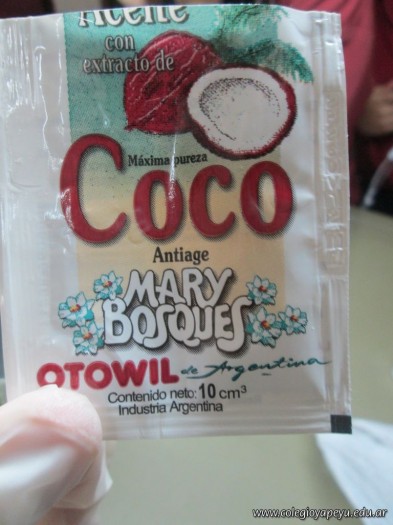 Aceite
con
extracto de
Máxima pureza
Coco
Antiage
MARY
BOSQUES
OTOWIL de Argentina
Contenido neto: 10 cm³
Industria Argentina
www.colegioyapeyu.edu.ar